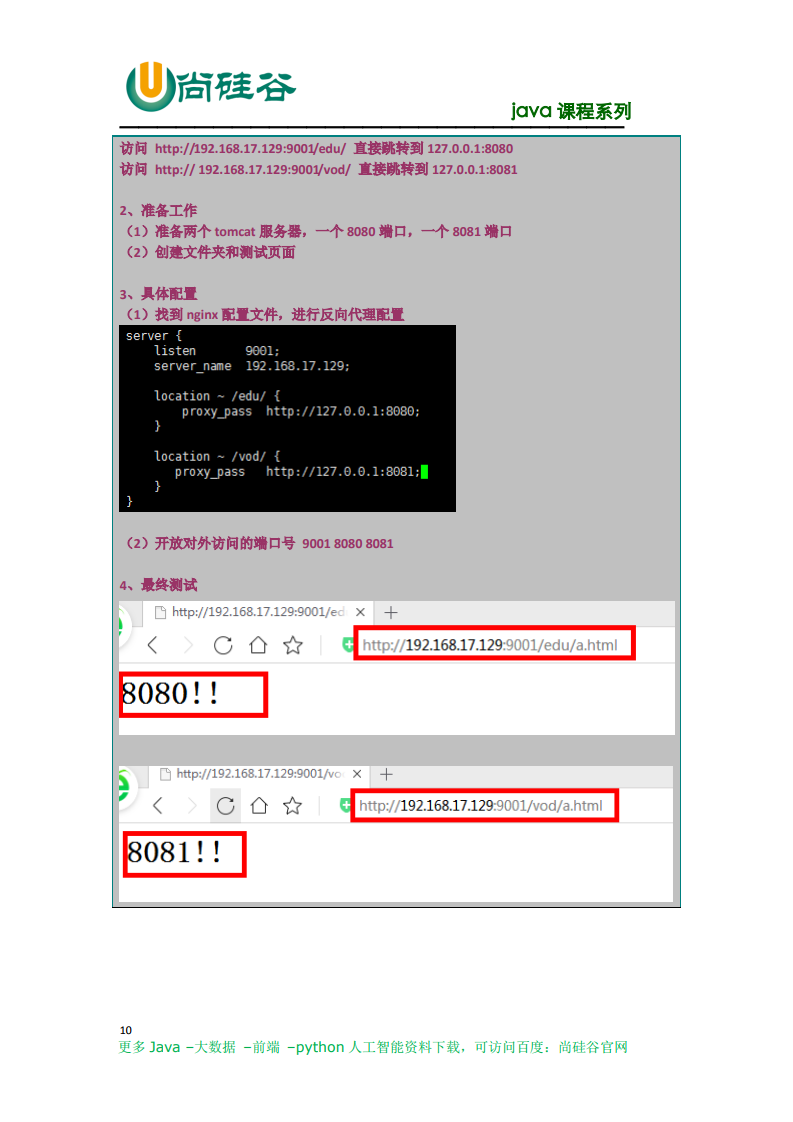 尚硅谷
java 课程系列
访问 http://192.168.17.129:9001/edu/ 直接跳转到 127.0.0.1:8080
访问 http:// 192.168.17.129:9001/vod/ 直接跳转到 127.0.0.1:8081
2、准备工作
（1）准备两个 tomcat 服务器，一个 8080 端口，一个 8081 端口
（2）创建文件夹和测试页面
3、具体配置
（1）找到 nginx 配置文件，进行反向代理配置
server {
listen 9001;
server_name 192.168.17.129;
location ~ /edu/ {
proxy_pass http://127.0.0.1:8080;
}
location ~ /vod/ {
proxy_pass http://127.0.0.1:8081;
}
}
（2）开放对外访问的端口号 9001 8080 8081
4、最终测试
http://192.168.17.129:9001/ed
http://192.168.17.129:9001/edu/a.html
8080!!
http://192.168.17.129:9001/vo
http://192.168.17.129:9001/vod/a.html
8081!!
10
更多 Java –大数据 –前端 –python 人工智能资料下载，可访问百度：尚硅谷官网